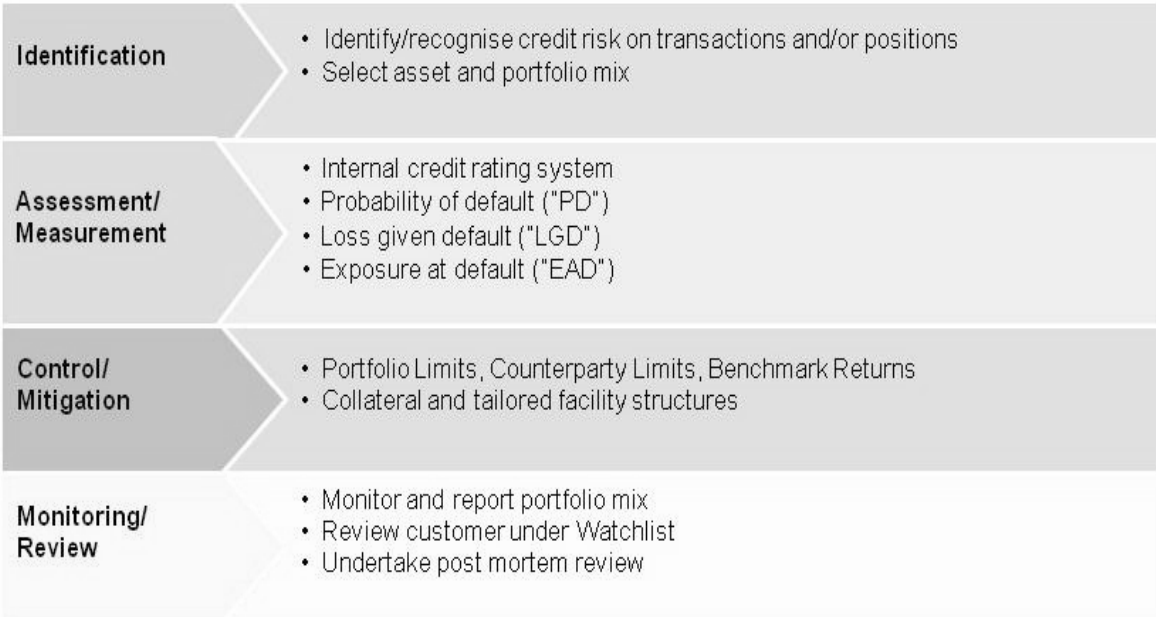 Identification
• Identify/recognise credit risk on transactions and/or positions
• Select asset and portfolio mix
Assessment/
Measurement
• Internal credit rating system
• Probability of default ("PD")
• Loss given default ("LGD")
• Exposure at default ("EAD")
Control/
Mitigation
• Portfolio Limits, Counterparty Limits, Benchmark Returns
• Collateral and tailored facility structures
Monitoring/
Review
• Monitor and report portfolio mix
• Review customer under Watchlist
• Undertake post mortem review